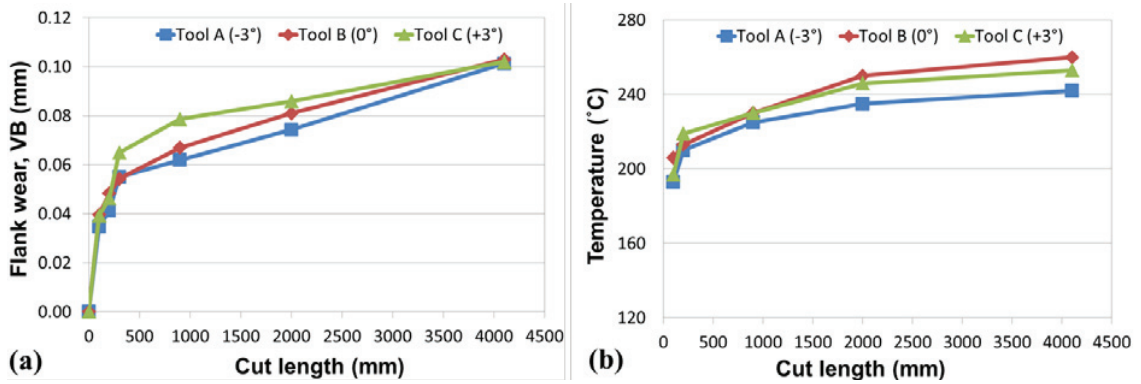 0.12
0.10
0.08
0.06
0.04
0.02
0.00
Flank wear, VB (mm)
Tool A (-3°) Tool B (0°) Tool C (+3°)
0 500 1000 1500 2000 2500 3000 3500 4000 4500
(a) Cut length (mm)
280
240
200
160
120
Temperature (°C)
Tool A (-3°) Tool B (0°) Tool C (+3°)
0 500 1000 1500 2000 2500 3000 3500 4000 4500
(b) Cut length (mm)